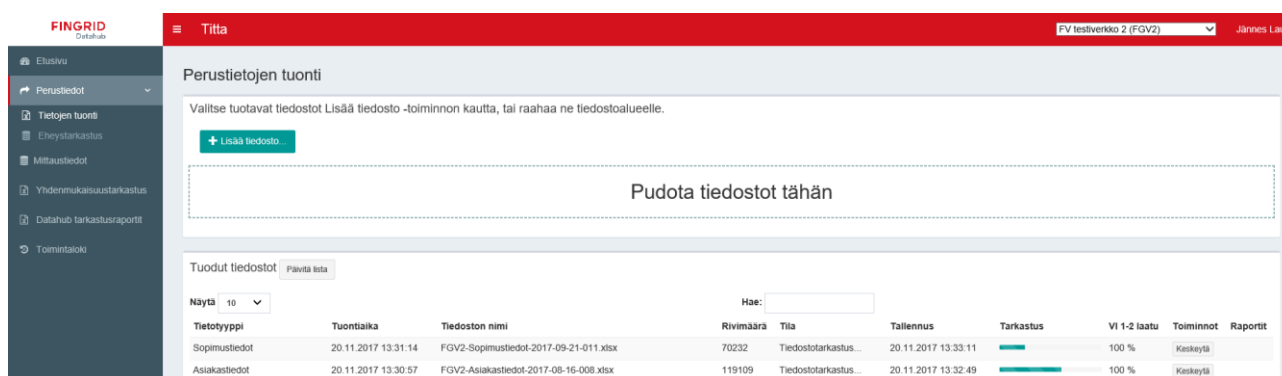 FINGRID
Datahub
Titta
FV testiverkko 2 (FGV2)
Jännes Lau
Etusivu
Perustiedot
Tietojen tuonti
Eheystarkastus
Mittaustiedot
Yhdenmukaisuustarkastus
Datahub tarkastusraportit
Toimintaloki
Perustietojen tuonti
Valitse tuotavat tiedostot Lisää tiedosto -toiminnon kautta, tai raahaa ne tiedostoalueelle.
+ Lisää tiedosto...
Pudota tiedostot tähän
Tuodut tiedostot Päivitä lista
Näytä 10 Hae:
Tietotyyppi Tuontiaika Tiedoston nimi Rivimäärä Tila Tallennus Tarkastus VI 1-2 laatu Toiminnot Raportit
Sopimustiedot 20.11.2017 13:31:14 FGV2-Sopimustiedot-2017-09-21-011.xlsx 70232 Tiedostotarkastus... 20.11.2017 13:33:11 100 % Keskeytä
Asiakastiedot 20.11.2017 13:30:57 FGV2-Asiakastiedot-2017-08-16-008.xlsx 119109 Tiedostotarkastus... 20.11.2017 13:32:49 100 % Keskeytä